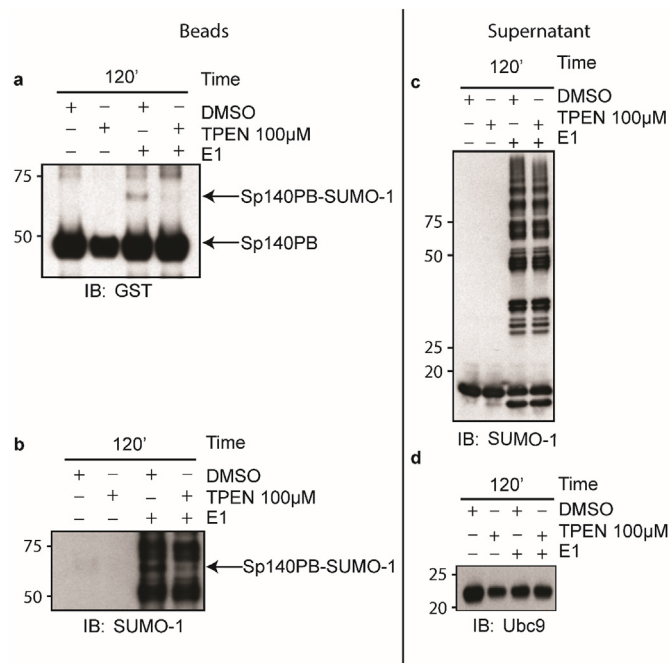 Beads
Supernatant
a
120' Time
+ – + – DMSO
– + – + TPEN 100µM
– – + + E1
75
Sp140PB-SUMO-1
50
Sp140PB
IB: GST
b
120' Time
+ – + – DMSO
– + – + TPEN 100µM
– – + + E1
75
Sp140PB-SUMO-1
50
IB: SUMO-1
c
120' Time
+ – + – DMSO
– + – + TPEN 100µM
– – + + E1
75
50
25
20
IB: SUMO-1
d
120' Time
+ – + – DMSO
– + – + TPEN 100µM
– – + + E1
25
20
IB: Ubc9